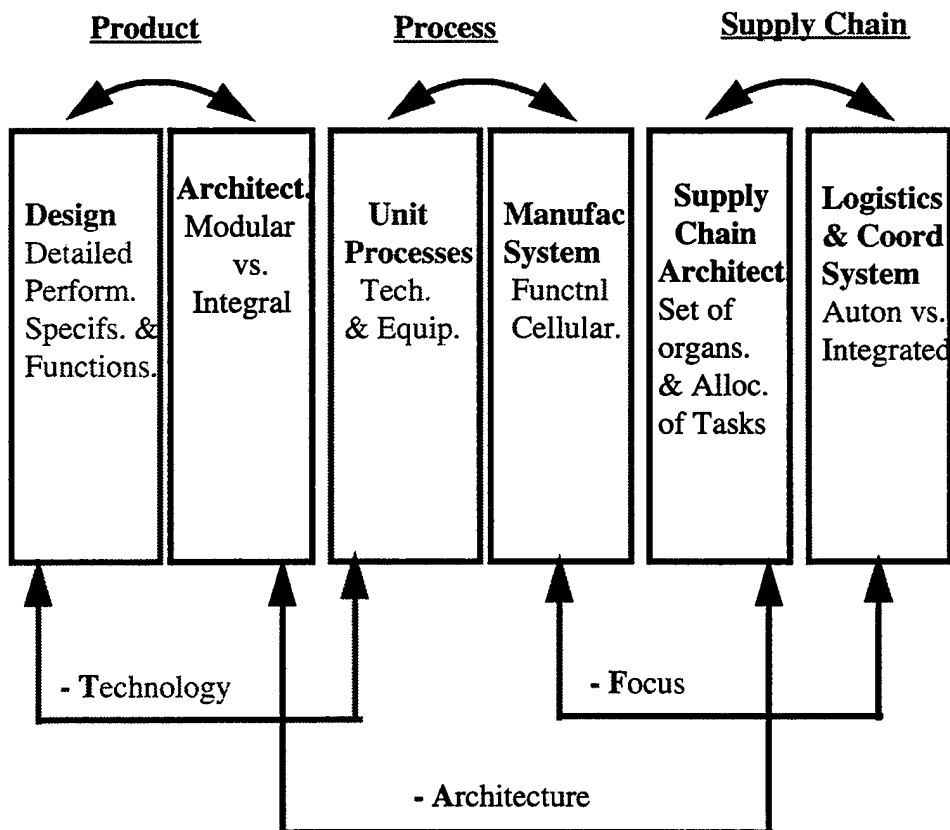 Product
Process
Supply Chain
Design
Detailed
Perform.
Specifs. &
Functions.
Architect.
Modular
vs.
Integral
Unit
Processes
Tech.
& Equip.
Manufac
System
Functnl
Cellular.
Supply
Chain
Architect
Set of
organs.
& Alloc.
of Tasks
Logistics
& Coord
System
Auton vs.
Integrated
- Technology
- Focus
- Architecture